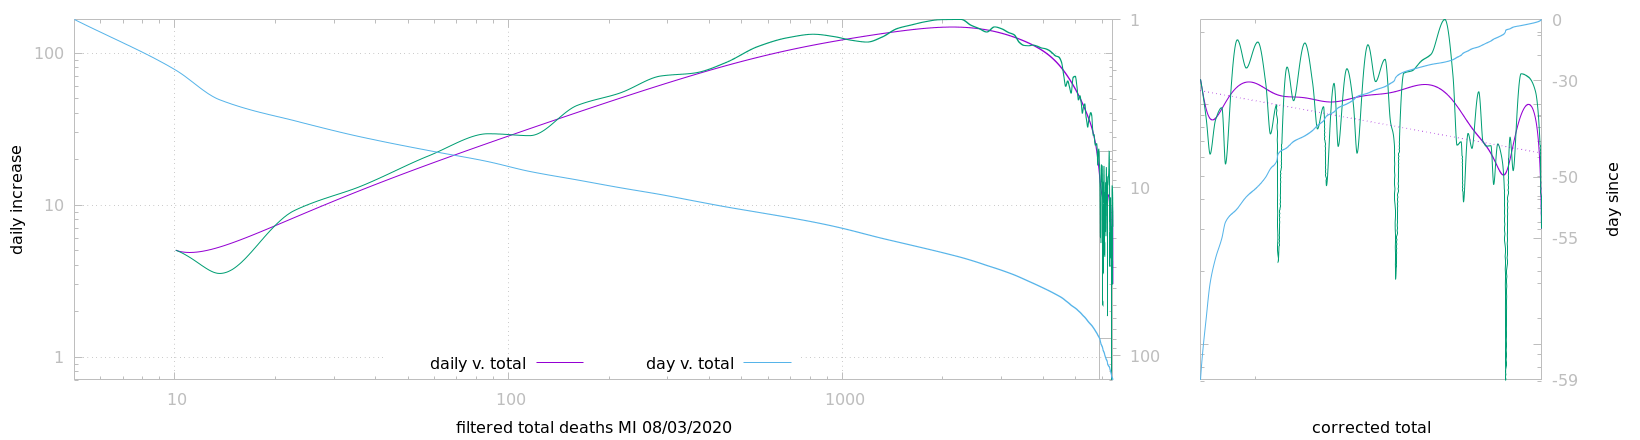 daily increase
100
10
1
10
100
1000
1
10
100
daily v. total
day v. total
filtered total deaths MI 08/03/2020
0
-30
-50
-55
-59
day since
corrected total